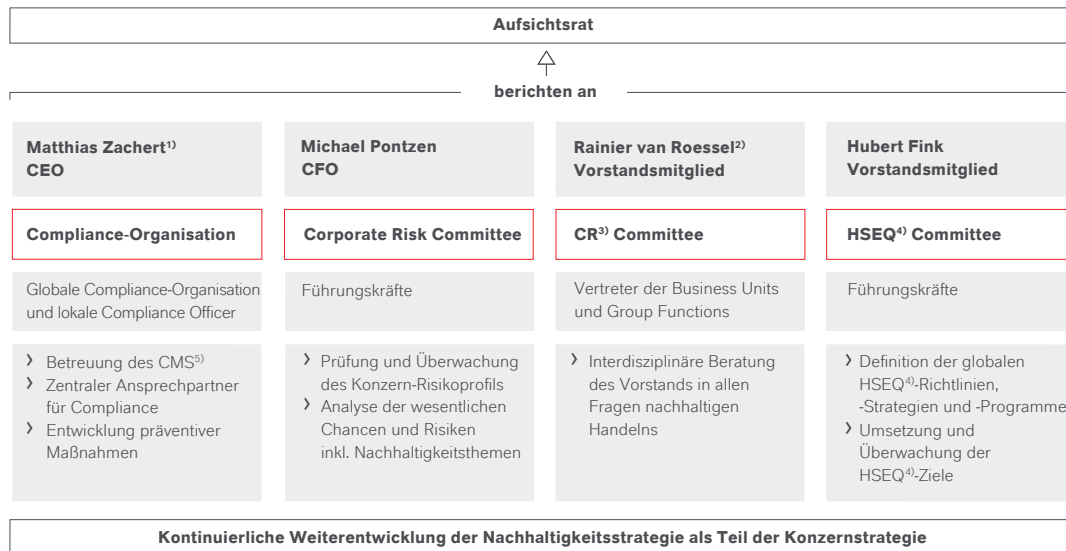 Aufsichtsrat
berichten an
Matthias Zachert¹⁾
CEO
Michael Pontzen
CFO
Rainier van Roessel²⁾
Vorstandsmitglied
Hubert Fink
Vorstandsmitglied
Compliance-Organisation
Corporate Risk Committee
CR³⁾ Committee
HSEQ⁴⁾ Committee
Globale Compliance-Organisation
und lokale Compliance Officer
Führungskräfte
Vertreter der Business Units
und Group Functions
Führungskräfte
› Betreuung des CMS⁵⁾
› Zentraler Ansprechpartner
für Compliance
› Entwicklung präventiver
Maßnahmen
› Prüfung und Überwachung
des Konzern-Risikoprofils
› Analyse der wesentlichen
Chancen und Risiken
inkl. Nachhaltigkeitsthemen
› Interdisziplinäre Beratung
des Vorstands in allen
Fragen nachhaltigen
Handelns
› Definition der globalen
HSEQ⁴⁾-Richtlinien,
-Strategien und -Programme
› Umsetzung und
Überwachung der
HSEQ⁴⁾-Ziele
Kontinuierliche Weiterentwicklung der Nachhaltigkeitsstrategie als Teil der Konzernstrategie